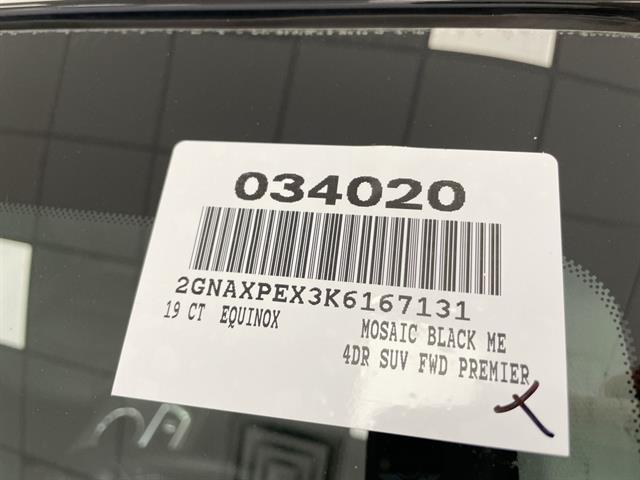 034020
2GNAXPEX3K6167131
19 CT EQUINOX MOSAIC BLACK ME
4DR SUV FWD PREMIER